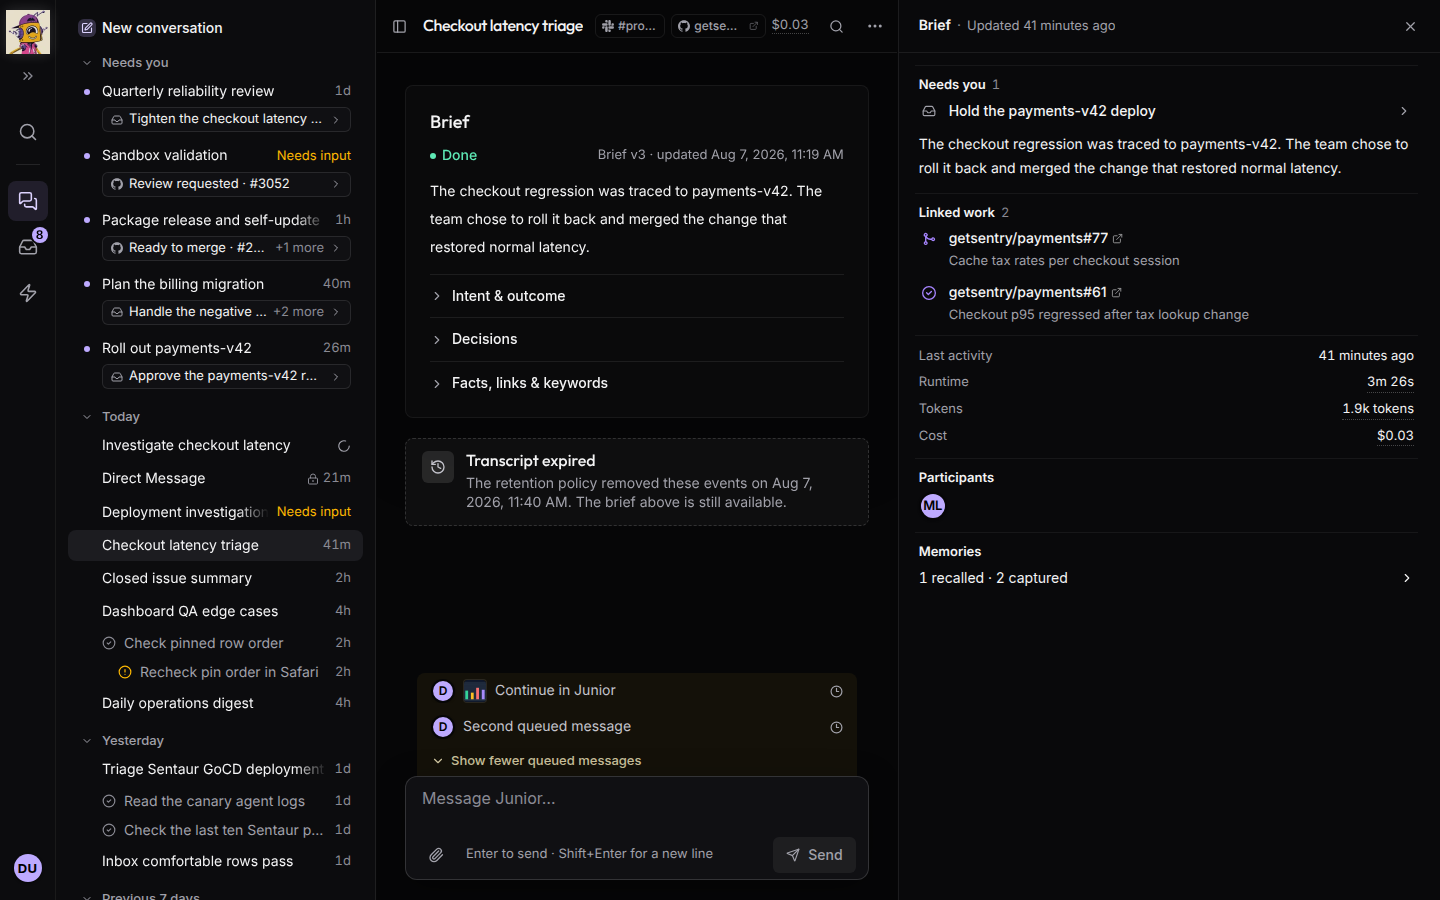 New conversation
Needs you
Quarterly reliability review 1d
Tighten the checkout latency ...
Sandbox validation Needs input
Review requested · #3052
Package release and self-update 1h
Ready to merge · #2... +1 more
Plan the billing migration 40m
Handle the negative ... +2 more
Roll out payments-v42 26m
Approve the payments-v42 r...
Today
Investigate checkout latency
Direct Message 21m
Deployment investigation Needs input
Checkout latency triage 41m
Closed issue summary 2h
Dashboard QA edge cases 4h
Check pinned row order 2h
Recheck pin order in Safari 2h
Daily operations digest 4h
Yesterday
Triage Sentaur GoCD deployment 1d
Read the canary agent logs 1d
Check the last ten Sentaur p... 1d
Inbox comfortable rows pass 1d
Previous 7 days
8
DU
Checkout latency triage #pro... getse... $0.03
Brief
Done Brief v3 · updated Aug 7, 2026, 11:19 AM
The checkout regression was traced to payments-v42. The
team chose to roll it back and merged the change that
restored normal latency.
Intent & outcome
Decisions
Facts, links & keywords
Transcript expired
The retention policy removed these events on Aug 7,
2026, 11:40 AM. The brief above is still available.
D Continue in Junior
D Second queued message
Show fewer queued messages
Message Junior...
Enter to send · Shift+Enter for a new line Send
Brief · Updated 41 minutes ago
Needs you 1
Hold the payments-v42 deploy
The checkout regression was traced to payments-v42. The team chose to
roll it back and merged the change that restored normal latency.
Linked work 2
getsentry/payments#77
Cache tax rates per checkout session
getsentry/payments#61
Checkout p95 regressed after tax lookup change
Last activity 41 minutes ago
Runtime 3m 26s
Tokens 1.9k tokens
Cost $0.03
Participants
ML
Memories
1 recalled · 2 captured